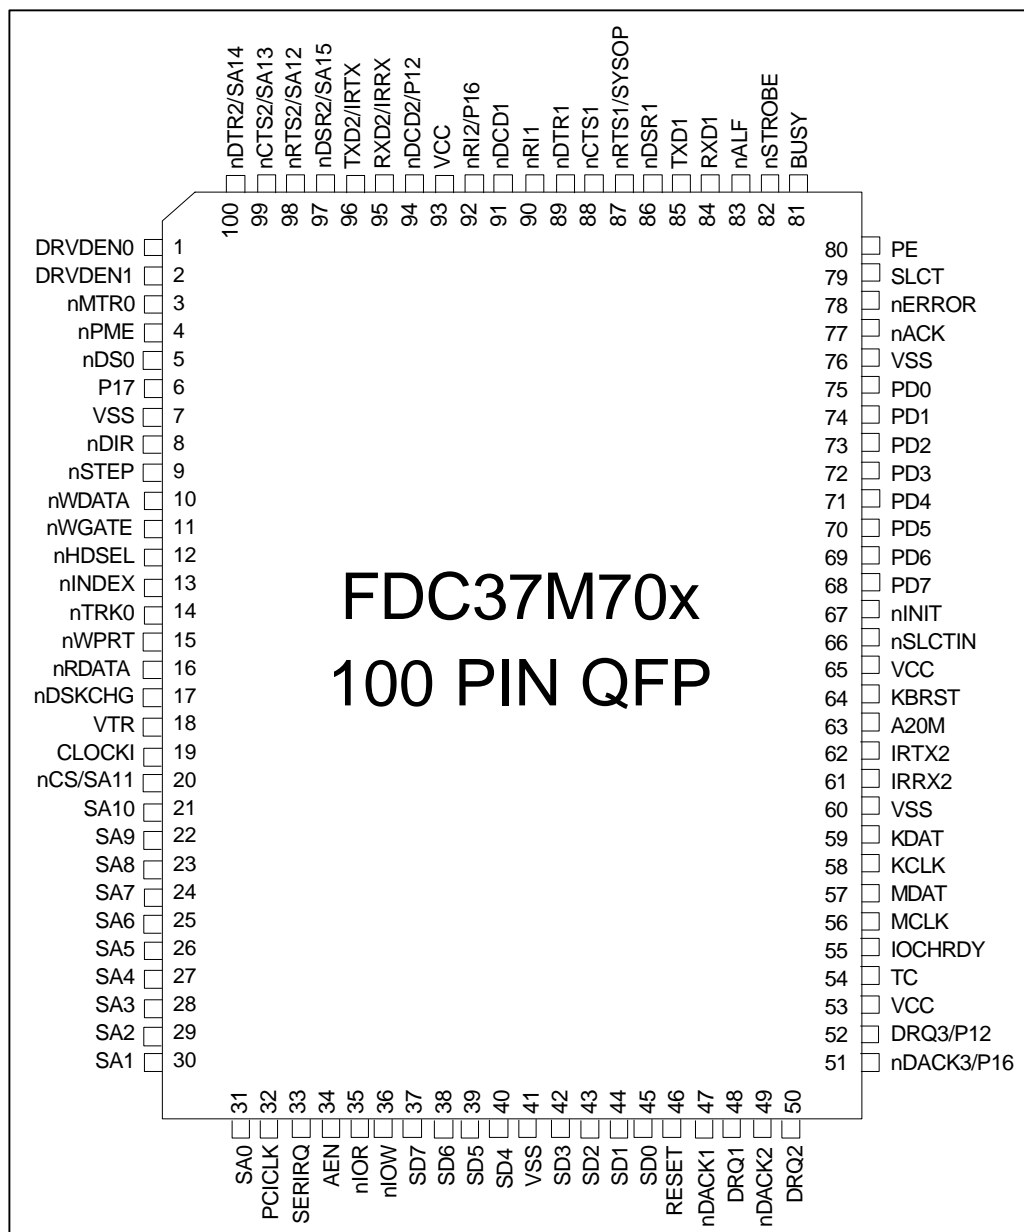 nDTR2/SA14
nCTS2/SA13
nRTS2/SA12
nDSR2/SA15
TXD2/IRTX
RXD2/IRRX
nDCD2/P12
VCC
nRI2/P16
nDCD1
nRI1
nDTR1
nCTS1
nRTS1/SYSOP
nDSR1
TXD1
RXD1
nALF
nSTROBE
BUSY
100
99
98
97
96
95
94
93
92
91
90
89
88
87
86
85
84
83
82
81
DRVDEN0 1
DRVDEN1 2
nMTR0 3
nPME 4
nDS0 5
P17 6
VSS 7
nDIR 8
nSTEP 9
nWDATA 10
nWGATE 11
nHDSEL 12
nINDEX 13
nTRK0 14
nWPRT 15
nRDATA 16
nDSKCHG 17
VTR 18
CLOCKI 19
nCS/SA11 20
SA10 21
SA9 22
SA8 23
SA7 24
SA6 25
SA5 26
SA4 27
SA3 28
SA2 29
SA1 30
FDC37M70x
100 PIN QFP
80 PE
79 SLCT
78 nERROR
77 nACK
76 VSS
75 PD0
74 PD1
73 PD2
72 PD3
71 PD4
70 PD5
69 PD6
68 PD7
67 nINIT
66 nSLCTIN
65 VCC
64 KBRST
63 A20M
62 IRTX2
61 IRRX2
60 VSS
59 KDAT
58 KCLK
57 MDAT
56 MCLK
55 IOCHRDY
54 TC
53 VCC
52 DRQ3/P12
51 nDACK3/P16
31
32
33
34
35
36
37
38
39
40
41
42
43
44
45
46
47
48
49
50
SA0
PCICLK
SERIRQ
AEN
nIOR
nIOW
SD7
SD6
SD5
SD4
VSS
SD3
SD2
SD1
SD0
RESET
nDACK1
DRQ1
nDACK2
DRQ2